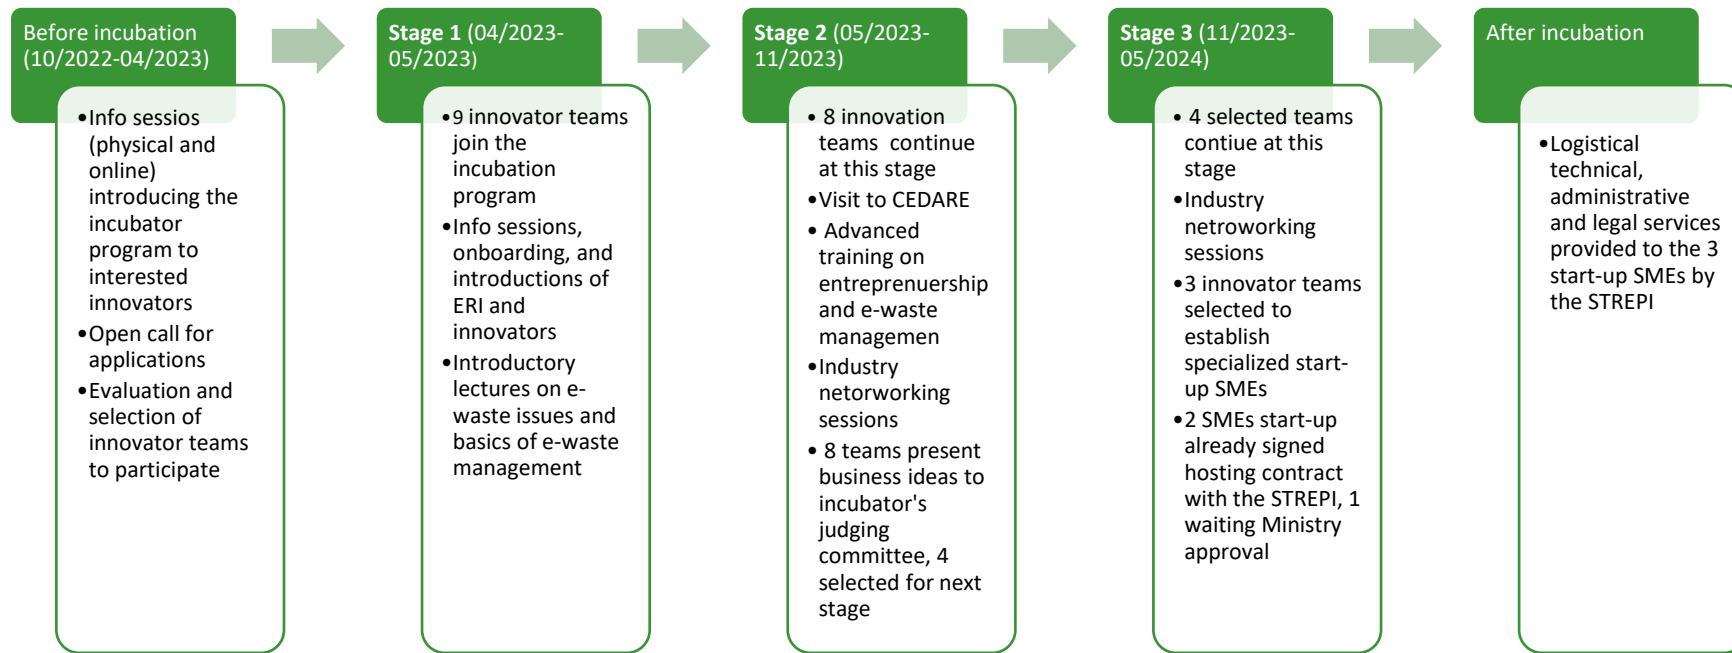 Before incubation
(10/2022-04/2023)
•Info sessios
(physical and
online)
introducing the
incubator
program to
interested
innovators
•Open call for
applications
•Evaluation and
selection of
innovator teams
to participate
Stage 1 (04/2023-
05/2023)
•9 innovator teams
join the
incubation
program
•Info sessions,
onboarding, and
introductions of
ERI and
innovators
•Introductory
lectures on e-
waste issues and
basics of e-waste
management
Stage 2 (05/2023-
11/2023)
• 8 innovation
teams continue
at this stage
•Visit to CEDARE
• Advanced
training on
entreprenuership
and e-waste
managemen
•Industry
netorworking
sessions
• 8 teams present
business ideas to
incubator's
judging
committee, 4
selected for next
stage
Stage 3 (11/2023-
05/2024)
• 4 selected teams
contiue at this
stage
•Industry
netroworking
sessions
•3 innovator teams
selected to
establish
specialized start-
up SMEs
•2 SMEs start-up
already signed
hosting contract
with the STREPI, 1
waiting Ministry
approval
After incubation
•Logistical
technical,
administrative
and legal services
provided to the 3
start-up SMEs by
the STREPI